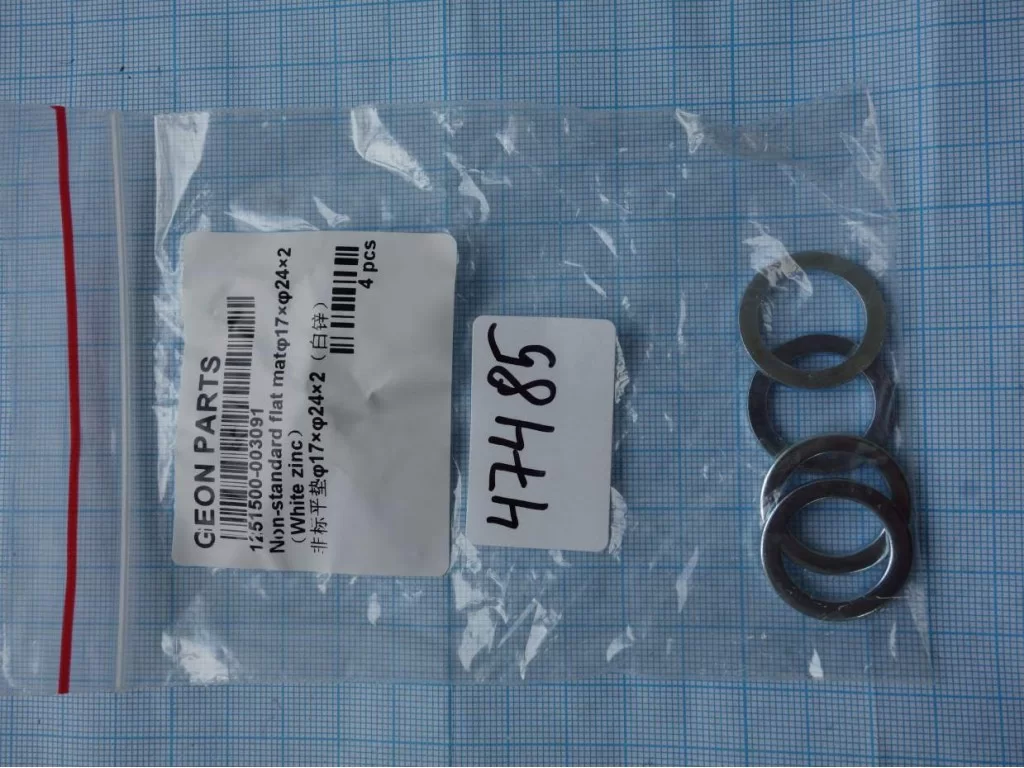 GEON PARTS
1251500-003091
Non-standard flat matφ17×φ24×2
（White zinc）
非标平垫φ17×φ24×2（白锌）
4 pcs
47485